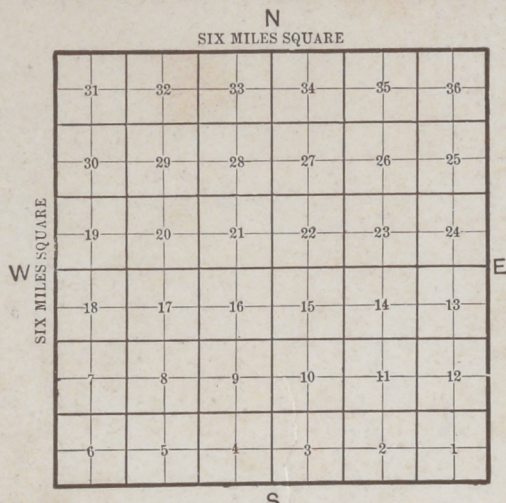 N
SIX MILES SQUARE
31 32 33 34 35 36
30 29 28 27 26 25
SIX MILES SQUARE
19 20 21 22 23 24
W E
18 17 16 15 14 13
7 8 9 10 11 12
6 5 4 3 2 1
S